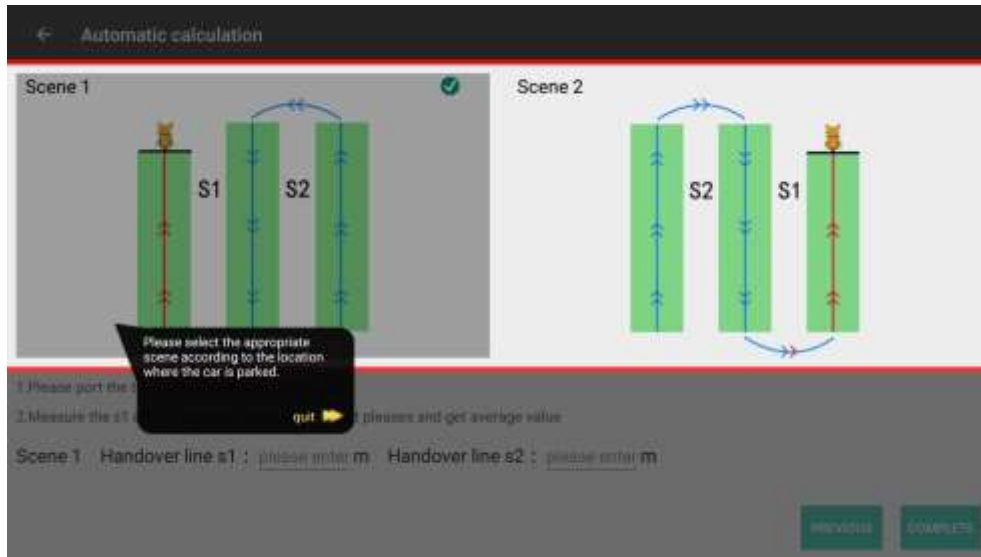 Automatic calculation
Scene 1
Scene 2
S1
S2
S2
S1
Please select the appropriate
scene according to the location
where the car is parked.
quit
1.Please port the
2.Measure the s1
pleases and get average value
Scene 1 Handover line s1 : please enter m Handover line s2 : please enter m
PREVIOUS
COMPLETE